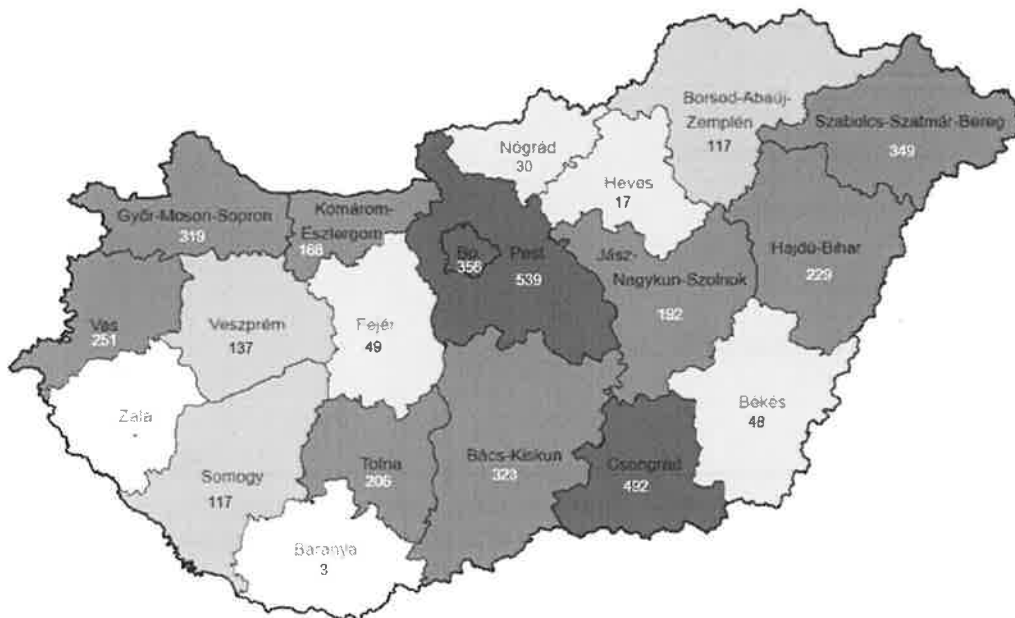 Borsod-Abaúj-
Zemplén
117
Szabolcs-Szatmár-Bereg
349
Nógrád
30
Heves
17
Győr-Moson-Sopron
319
Komárom-
Esztergom
168
Bp.
356
Pest
539
Jász-
Nagykun-Szolnok
192
Hajdú-Bihar
229
Vas
251
Veszprém
137
Fejér
49
Zala
-
Somogy
117
Tolna
206
Bács-Kiskun
323
Csongrád
492
Békés
48
Baranya
3